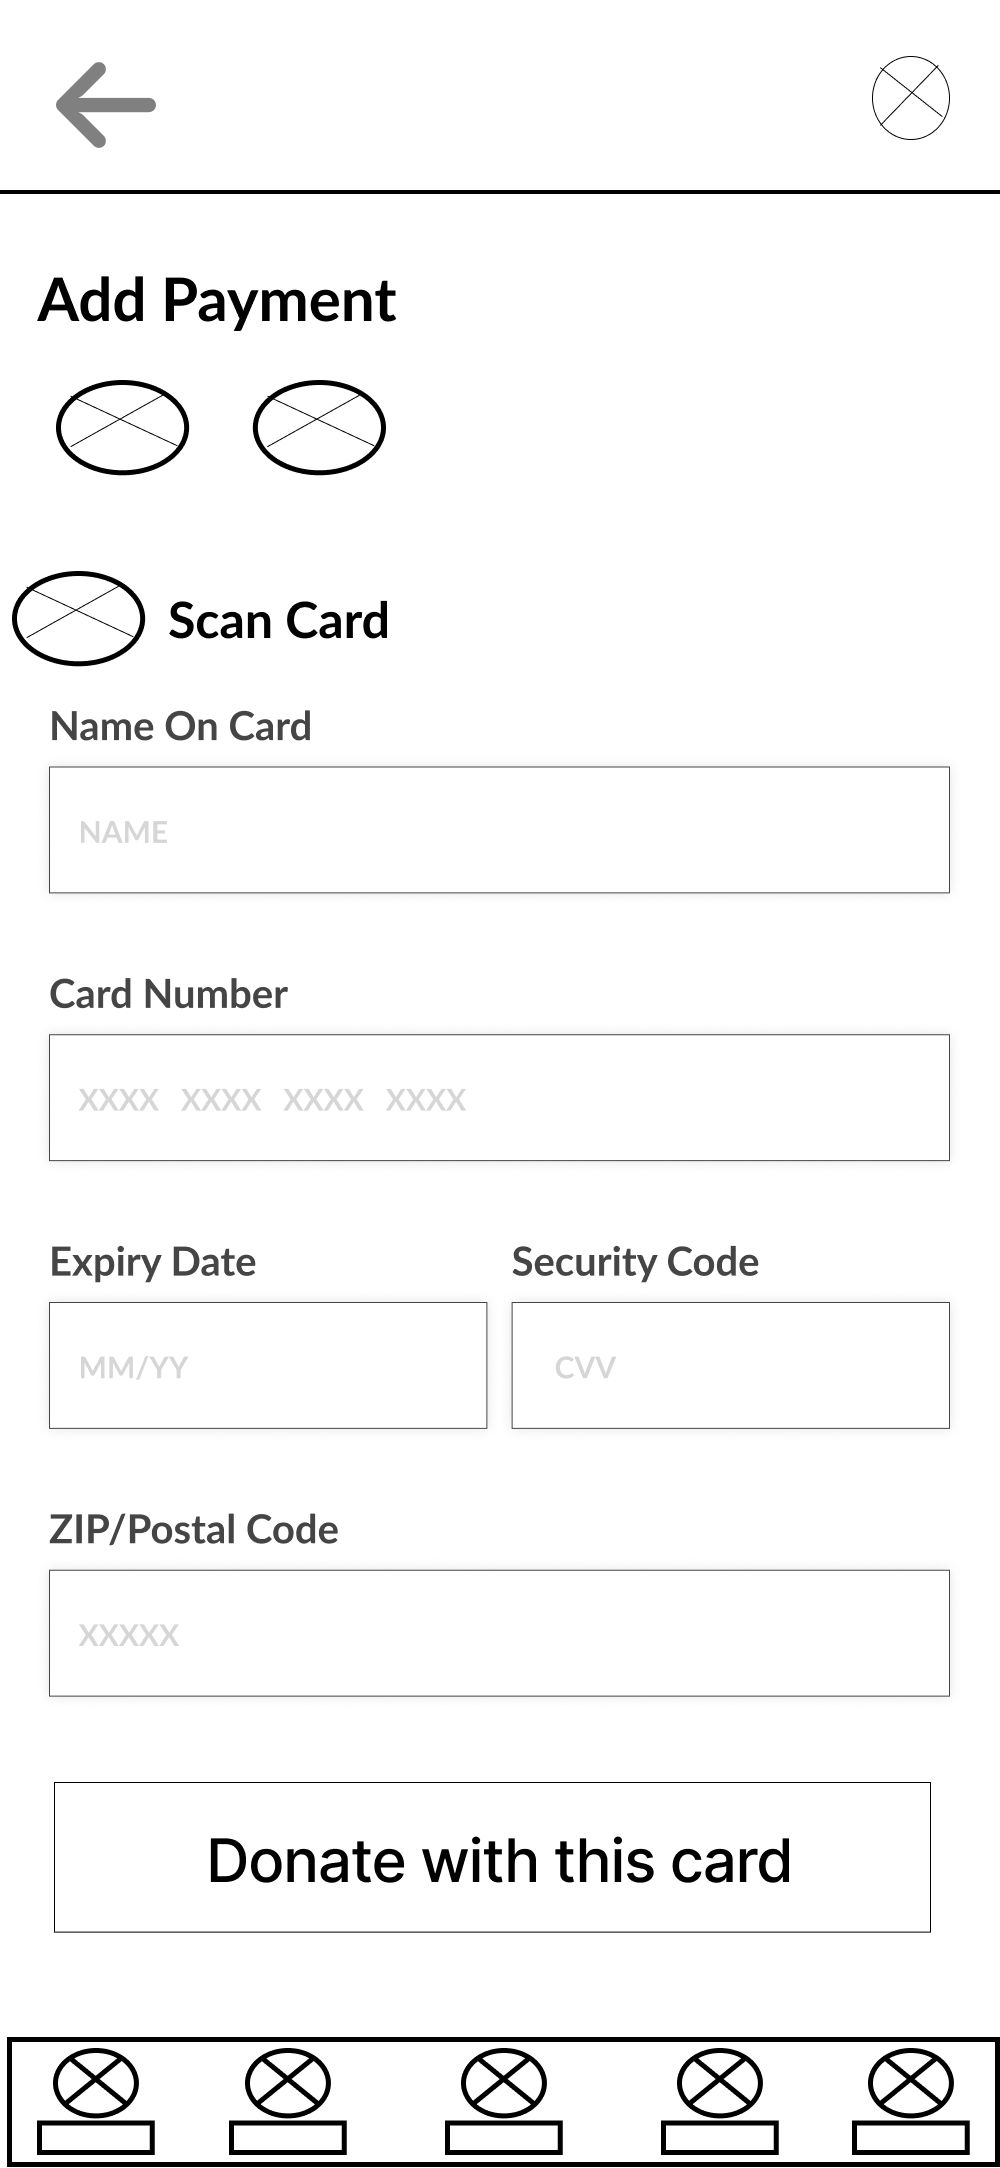 Add Payment
Scan Card
Name On Card
NAME
Card Number
XXXX XXXX XXXX XXXX
Expiry Date Security Code
MM/YY CVV
ZIP/Postal Code
XXXXX
Donate with this card